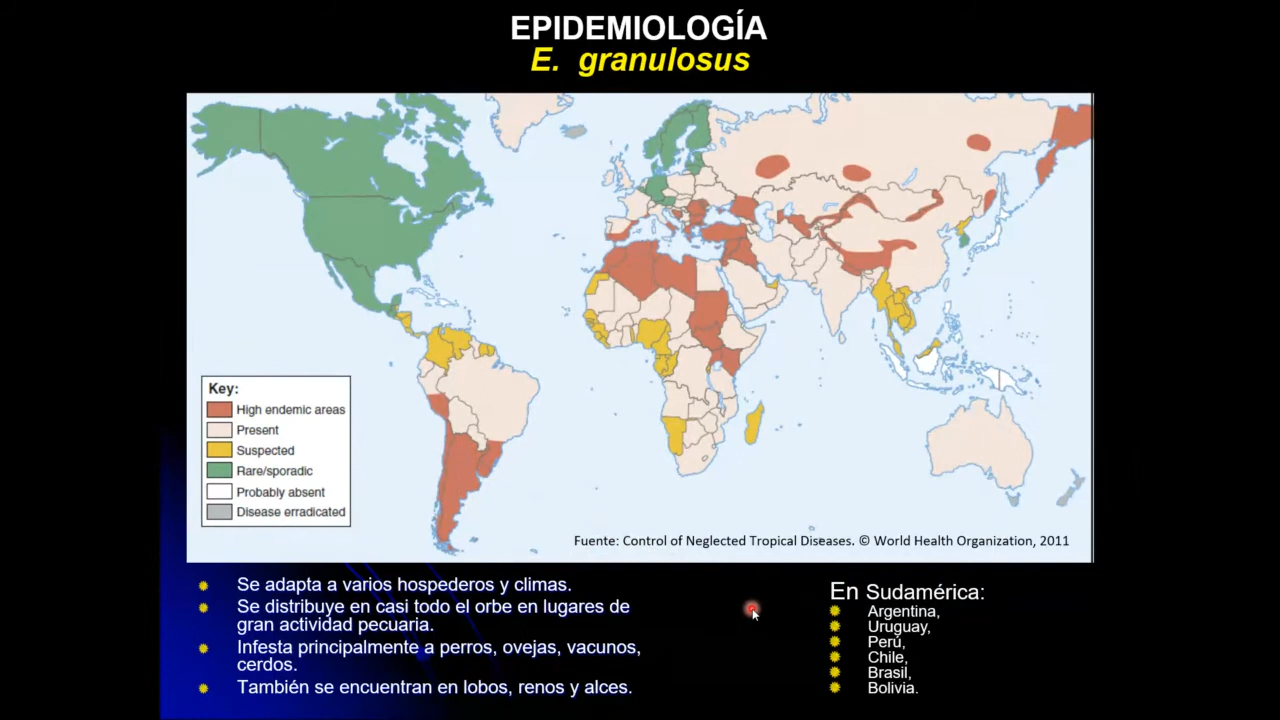 EPIDEMIOLOGÍA
E. granulosus
Key:
High endemic areas
Present
Suspected
Rare/sporadic
Probably absent
Disease erradicated
Fuente: Control of Neglected Tropical Diseases. © World Health Organization, 2011
Se adapta a varios hospederos y climas.
Se distribuye en casi todo el orbe en lugares de
gran actividad pecuaria.
Infesta principalmente a perros, ovejas, vacunos,
cerdos.
También se encuentran en lobos, renos y alces.
En Sudamérica:
Argentina,
Uruguay,
Perú,
Chile,
Brasil,
Bolivia.